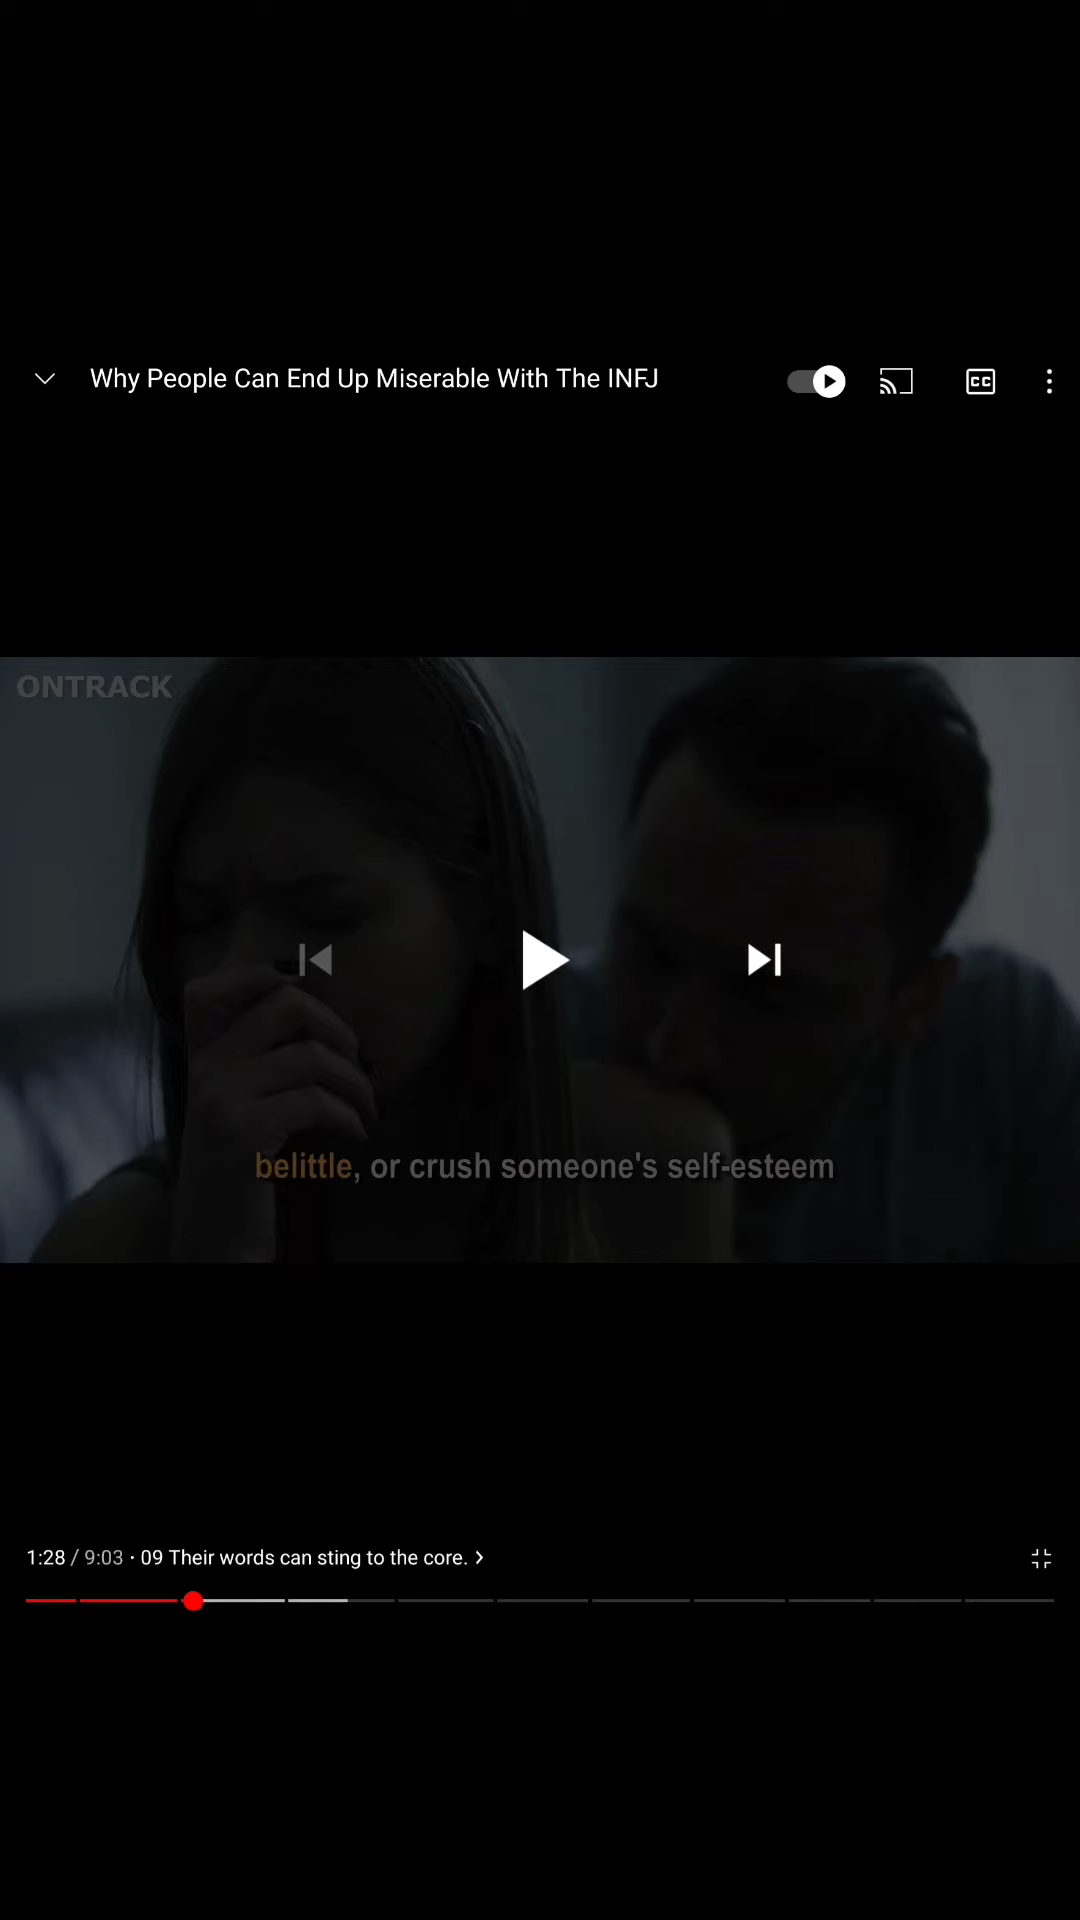 Why People Can End Up Miserable With The INFJ
CC
ONTRACK
belittle, or crush someone's self-esteem
1:28 / 9:03 · 09 Their words can sting to the core. >